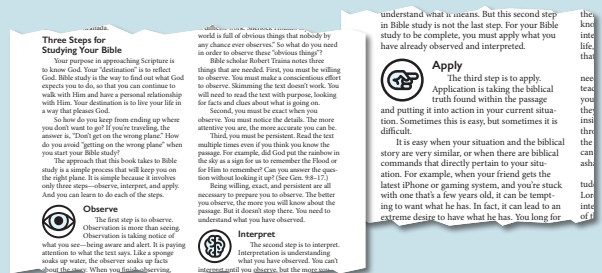 Three Steps for
Studying Your Bible
Your purpose in approaching Scripture is
to know God. Your "destination" is to reflect
God. Bible study is the way to find out what God
expects you to do, so that you can continue to
walk with Him and have a personal relationship
with Him. Your destination is to live your life in
a way that pleases God.
So how do you keep from ending up where
you don't want to go? If you're traveling, the
answer is, "Don't get on the wrong plane." How
do you avoid "getting on the wrong plane" when
you start your Bible study?
The approach that this book takes to Bible
study is a simple process that will keep you on
the right plane. It is simple because it involves
only three steps—observe, interpret, and apply.
And you can learn to do each of the steps.
Observe
The first step is to observe.
Observation is more than seeing.
Observation is taking notice of
what you see—being aware and alert. It is paying
attention to what the text says. Like a sponge
soaks up water, the observer soaks up facts
about the story. When you finish observing,
world is full of obvious things that nobody by
any chance ever observes." So what do you need
in order to observe these "obvious things"?
Bible scholar Robert Traina notes three
things that are needed. First, you must be willing
to observe. You must make a conscientious effort
to observe. Skimming the text doesn't work. You
will need to read the text with purpose, looking
for facts and clues about what is going on.
Second, you must be exact when you
observe. You must notice the details. The more
attentive you are, the more accurate you can be.
Third, you must be persistent. Read the text
multiple times even if you think you know the
passage. For example, did God put the rainbow in
the sky as a sign for us to remember the Flood or
for Him to remember? Can you answer the ques-
tion without looking it up? (See Gen. 9:8–17.)
Being willing, exact, and persistent are all
necessary to prepare you to observe. The better
you observe, the more you will know about the
passage. But it doesn't stop there. You need to
understand what you have observed.
Interpret
The second step is to interpret.
Interpretation is understanding
what you have observed. You can't
interpret until you observe, but the more you
understand what it means. But this second step
in Bible study is not the last step. For your Bible
study to be complete, you must apply what you
have already observed and interpreted.
Apply
The third step is to apply.
Application is taking the biblical
truth found within the passage
and putting it into action in your current situa-
tion. Sometimes this is easy, but sometimes it is
difficult.
It is easy when your situation and the biblical
story are very similar, or when there are biblical
commands that directly pertain to your situ-
ation. For example, when your friend gets the
latest iPhone or gaming system, and you're stuck
with one that's a few years old, it can be tempt-
ing to want what he has. In fact, it can lead to an
extreme desire to have what he has. You long for